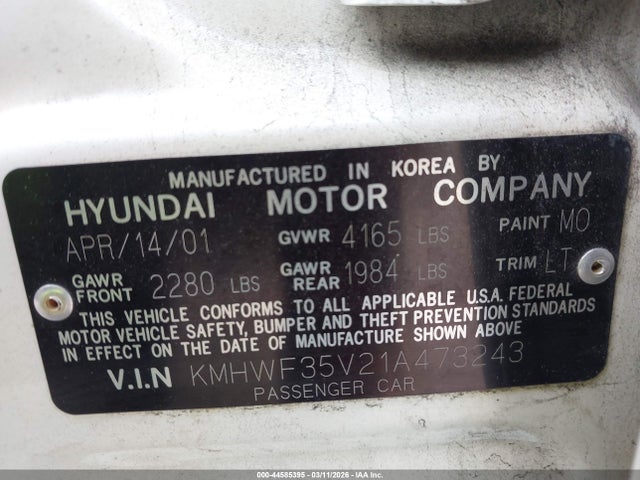 MANUFACTURED IN KOREA BY
HYUNDAI MOTOR COMPANY
APR/14/01 GVWR 4165 LBS PAINT MO
GAWR FRONT 2280 LBS GAWR REAR 1984 LBS TRIM LT
THIS VEHICLE CONFORMS TO ALL APPLICABLE U.S.A. FEDERAL
MOTOR VEHICLE SAFETY, BUMPER AND THEFT PREVENTION STANDARDS
IN EFFECT ON THE DATE OF MANUFACTURE SHOWN ABOVE
V.I.N KMHWF35V21A473243
PASSENGER CAR
000-44585395 - 03/11/2026 - IAA Inc.